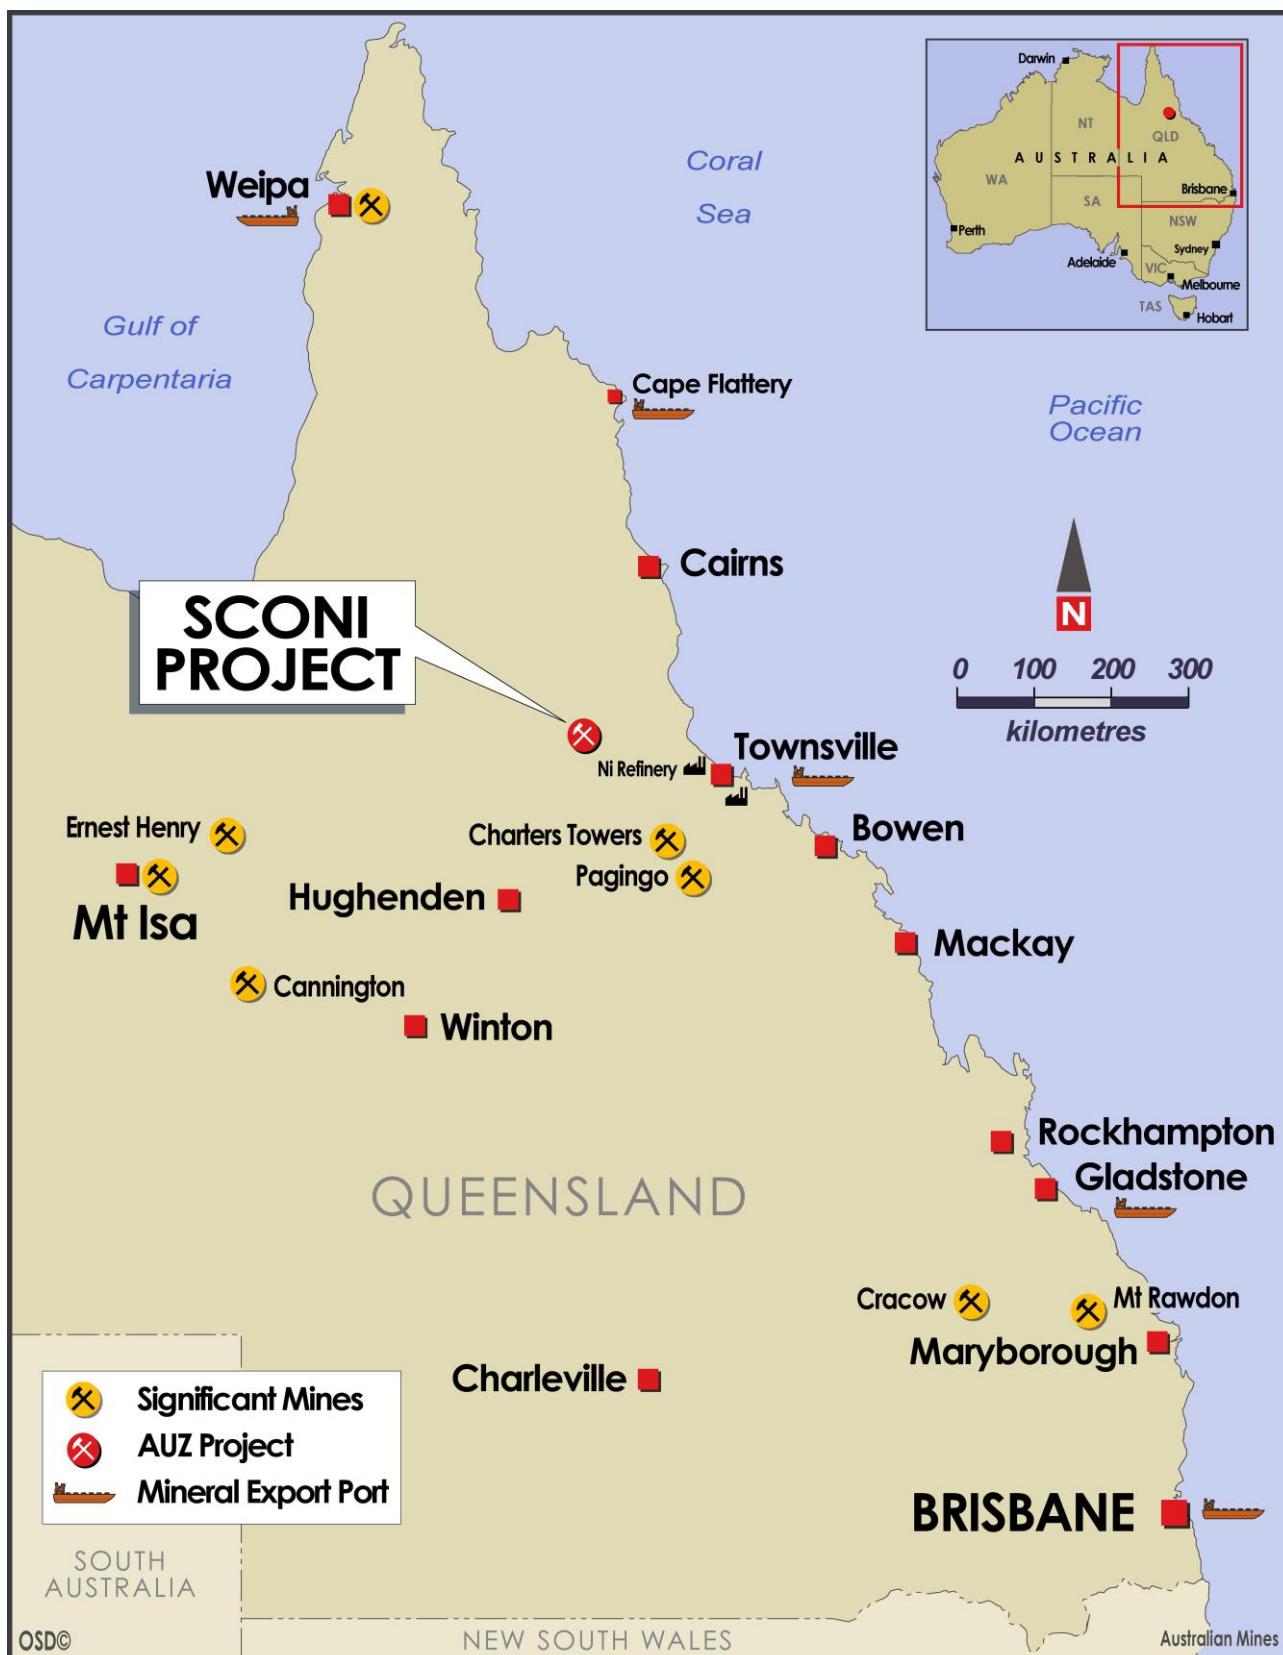 Darwin
NT
QLD
AUSTRALIA
WA
SA
Brisbane
NSW
Perth
Sydney
Adelaide
VIC
Melbourne
TAS
Hobart
Coral
Sea
Weipa
Gulf of
Carpentaria
Cape Flattery
Pacific
Ocean
Cairns
N
SCONI
PROJECT
0 100 200 300
kilometres
Townsville
Ni Refinery
Ernest Henry
Charters Towers
Bowen
Pagingo
Hughenden
Mt Isa
Mackay
Cannington
Winton
Rockhampton
Gladstone
QUEENSLAND
Cracow
Mt Rawdon
Maryborough
Charleville
Significant Mines
AUZ Project
Mineral Export Port
BRISBANE
SOUTH
AUSTRALIA
NEW SOUTH WALES
OSD©
Australian Mines